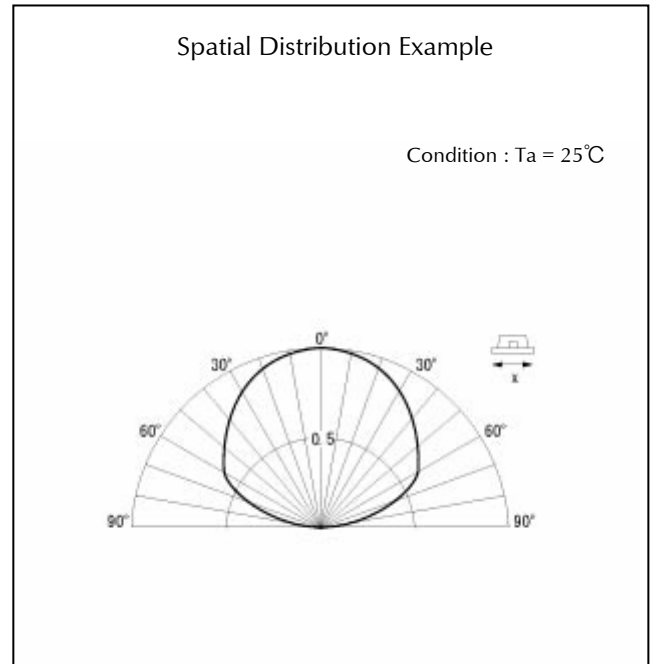 Spatial Distribution Example
Condition : Ta = 25℃
0°
30° 30°
60° 60°
0. 5
90° 90°
x